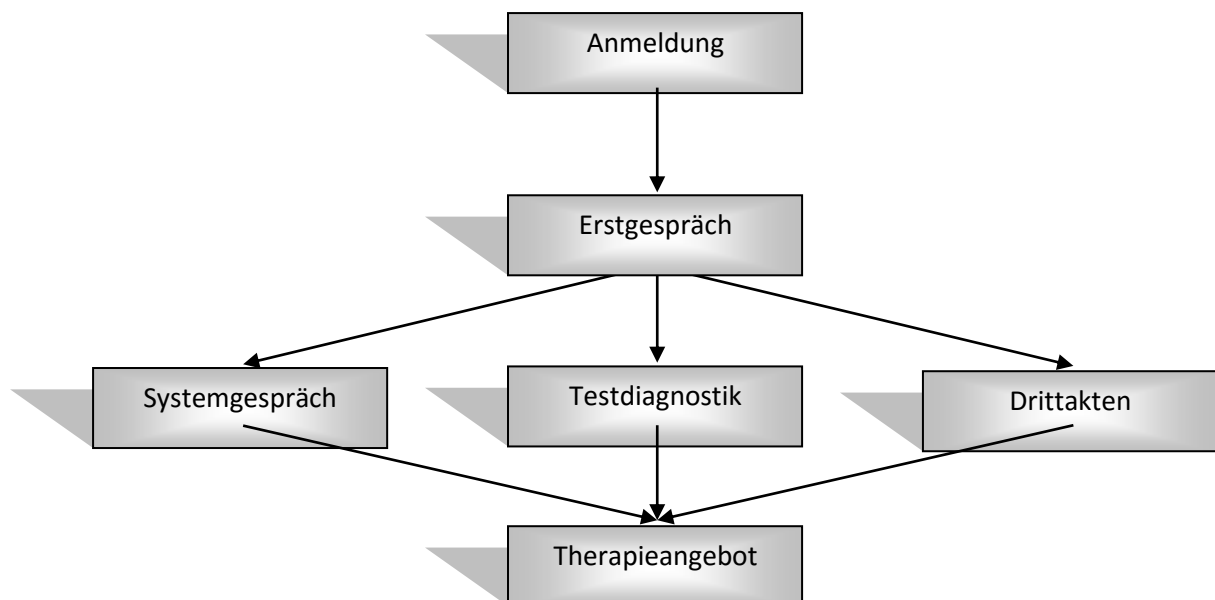 Anmeldung
Erstgespräch
Systemgespräch
Testdiagnostik
Drittakten
Therapieangebot